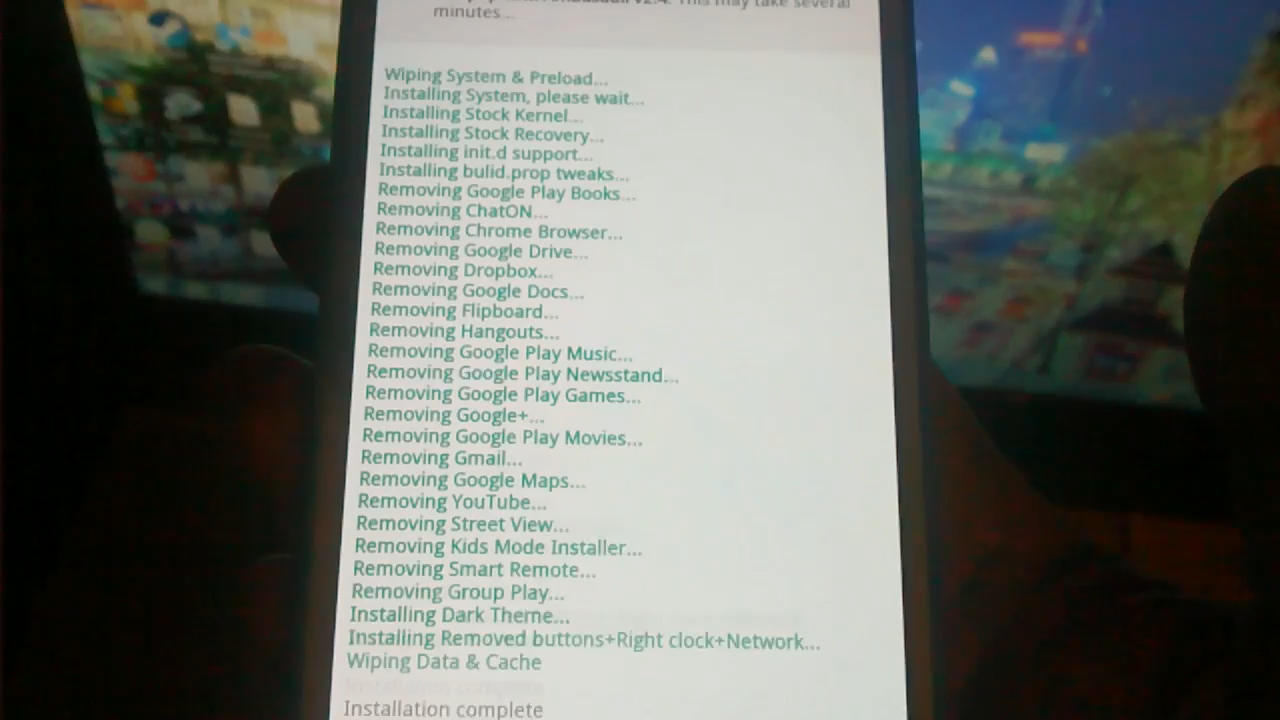 This may take several
minutes...
Wiping System & Preload...
Installing System, please wait...
Installing Stock Kernel...
Installing Stock Recovery...
Installing init.d support...
Installing bulid.prop tweaks...
Removing Google Play Books...
Removing ChatON...
Removing Chrome Browser...
Removing Google Drive...
Removing Dropbox...
Removing Google Docs...
Removing Flipboard...
Removing Hangouts...
Removing Google Play Music...
Removing Google Play Newsstand...
Removing Google Play Games...
Removing Google+...
Removing Google Play Movies...
Removing Gmail...
Removing Google Maps...
Removing YouTube...
Removing Street View...
Removing Kids Mode Installer...
Removing Smart Remote...
Removing Group Play...
Installing Dark Theme...
Installing Removed buttons+Right clock+Network...
Wiping Data & Cache
Installation complete